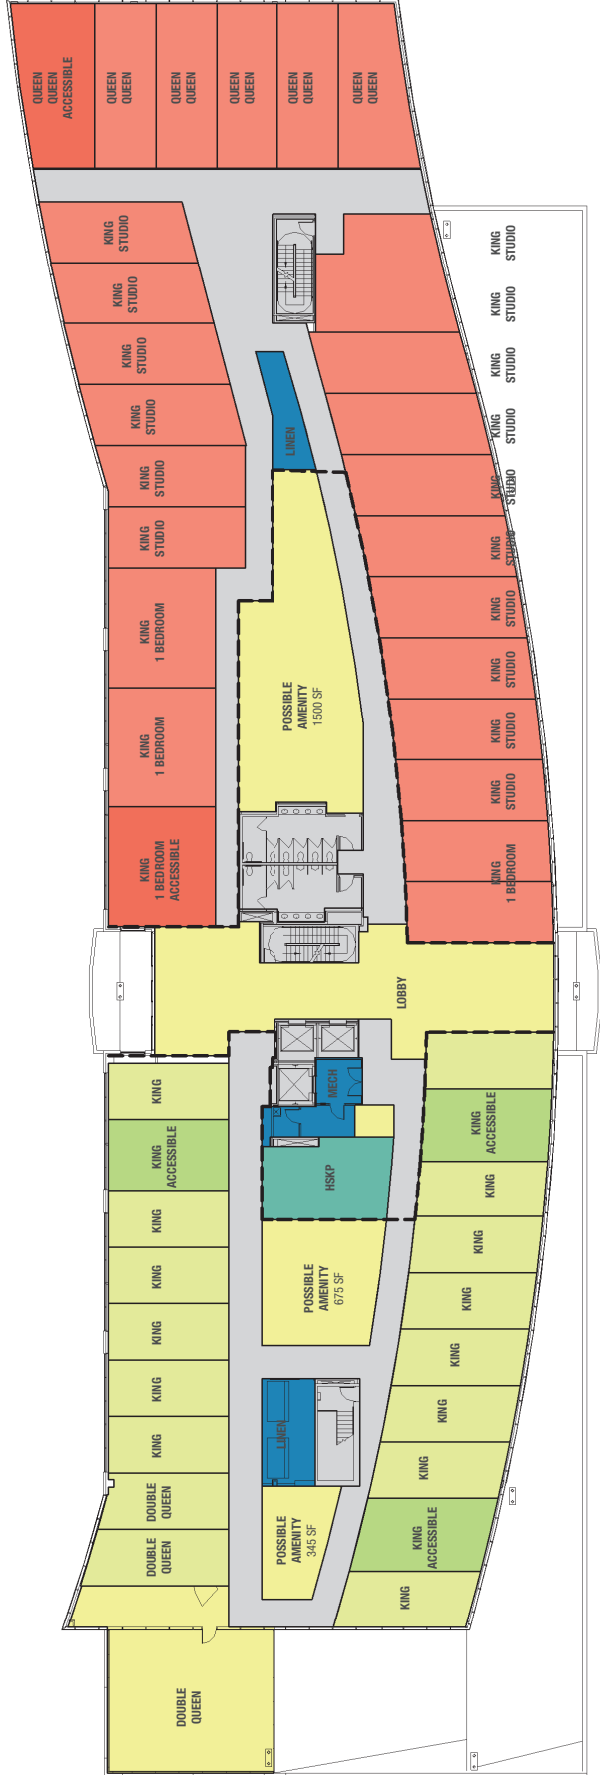 QUEEN
QUEEN
ACCESSIBLE
QUEEN
QUEEN
QUEEN
QUEEN
QUEEN
QUEEN
QUEEN
QUEEN
QUEEN
QUEEN
KING
STUDIO
KING
STUDIO
KING
STUDIO
KING
STUDIO
KING
STUDIO
KING
STUDIO
KING
1 BEDROOM
KING
1 BEDROOM
KING
1 BEDROOM
ACCESSIBLE
LINEN
POSSIBLE
AMENITY
1500 SF
KING
STUDIO
KING
STUDIO
KING
STUDIO
KING
STUDIO
KING
STUDIO
KING
STUDIO
KING
STUDIO
KING
STUDIO
KING
STUDIO
KING
STUDIO
KING
1 BEDROOM
LOBBY
MECH
HSKP
POSSIBLE
AMENITY
675 SF
LINEN
POSSIBLE
AMENITY
345 SF
KING
KING
ACCESSIBLE
KING
KING
KING
KING
KING
DOUBLE
QUEEN
DOUBLE
QUEEN
DOUBLE
QUEEN
KING
ACCESSIBLE
KING
KING
KING
KING
KING
KING
KING
ACCESSIBLE
KING